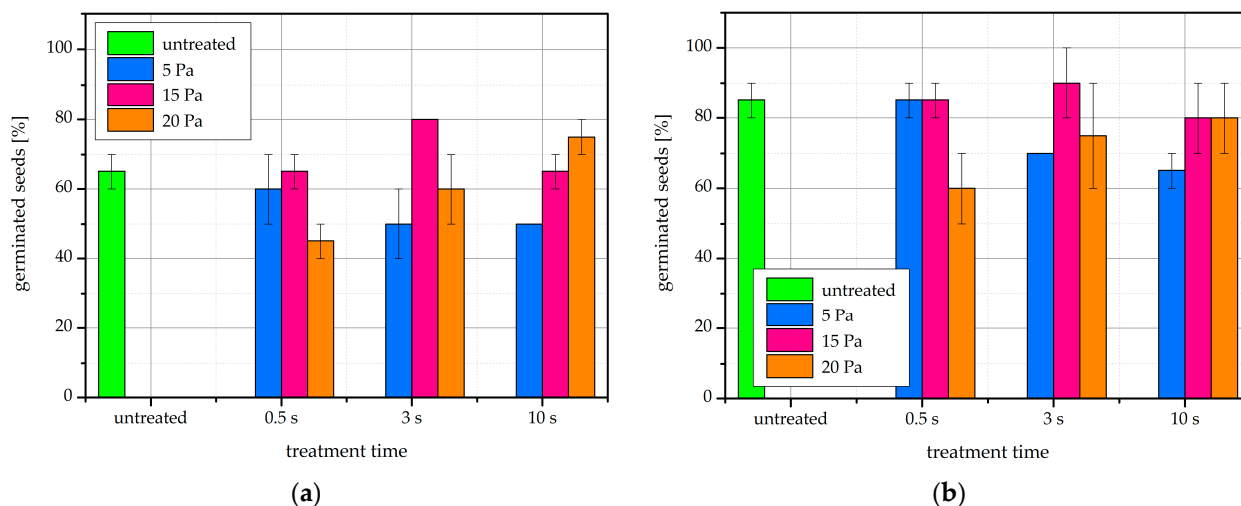 untreated
5 Pa
15 Pa
20 Pa
100
80
60
40
20
0
germinated seeds [%]
untreated
0.5 s
3 s
10 s
treatment time
(a)
100
80
60
40
20
0
germinated seeds [%]
untreated
5 Pa
15 Pa
20 Pa
untreated
0.5 s
3 s
10 s
treatment time
(b)